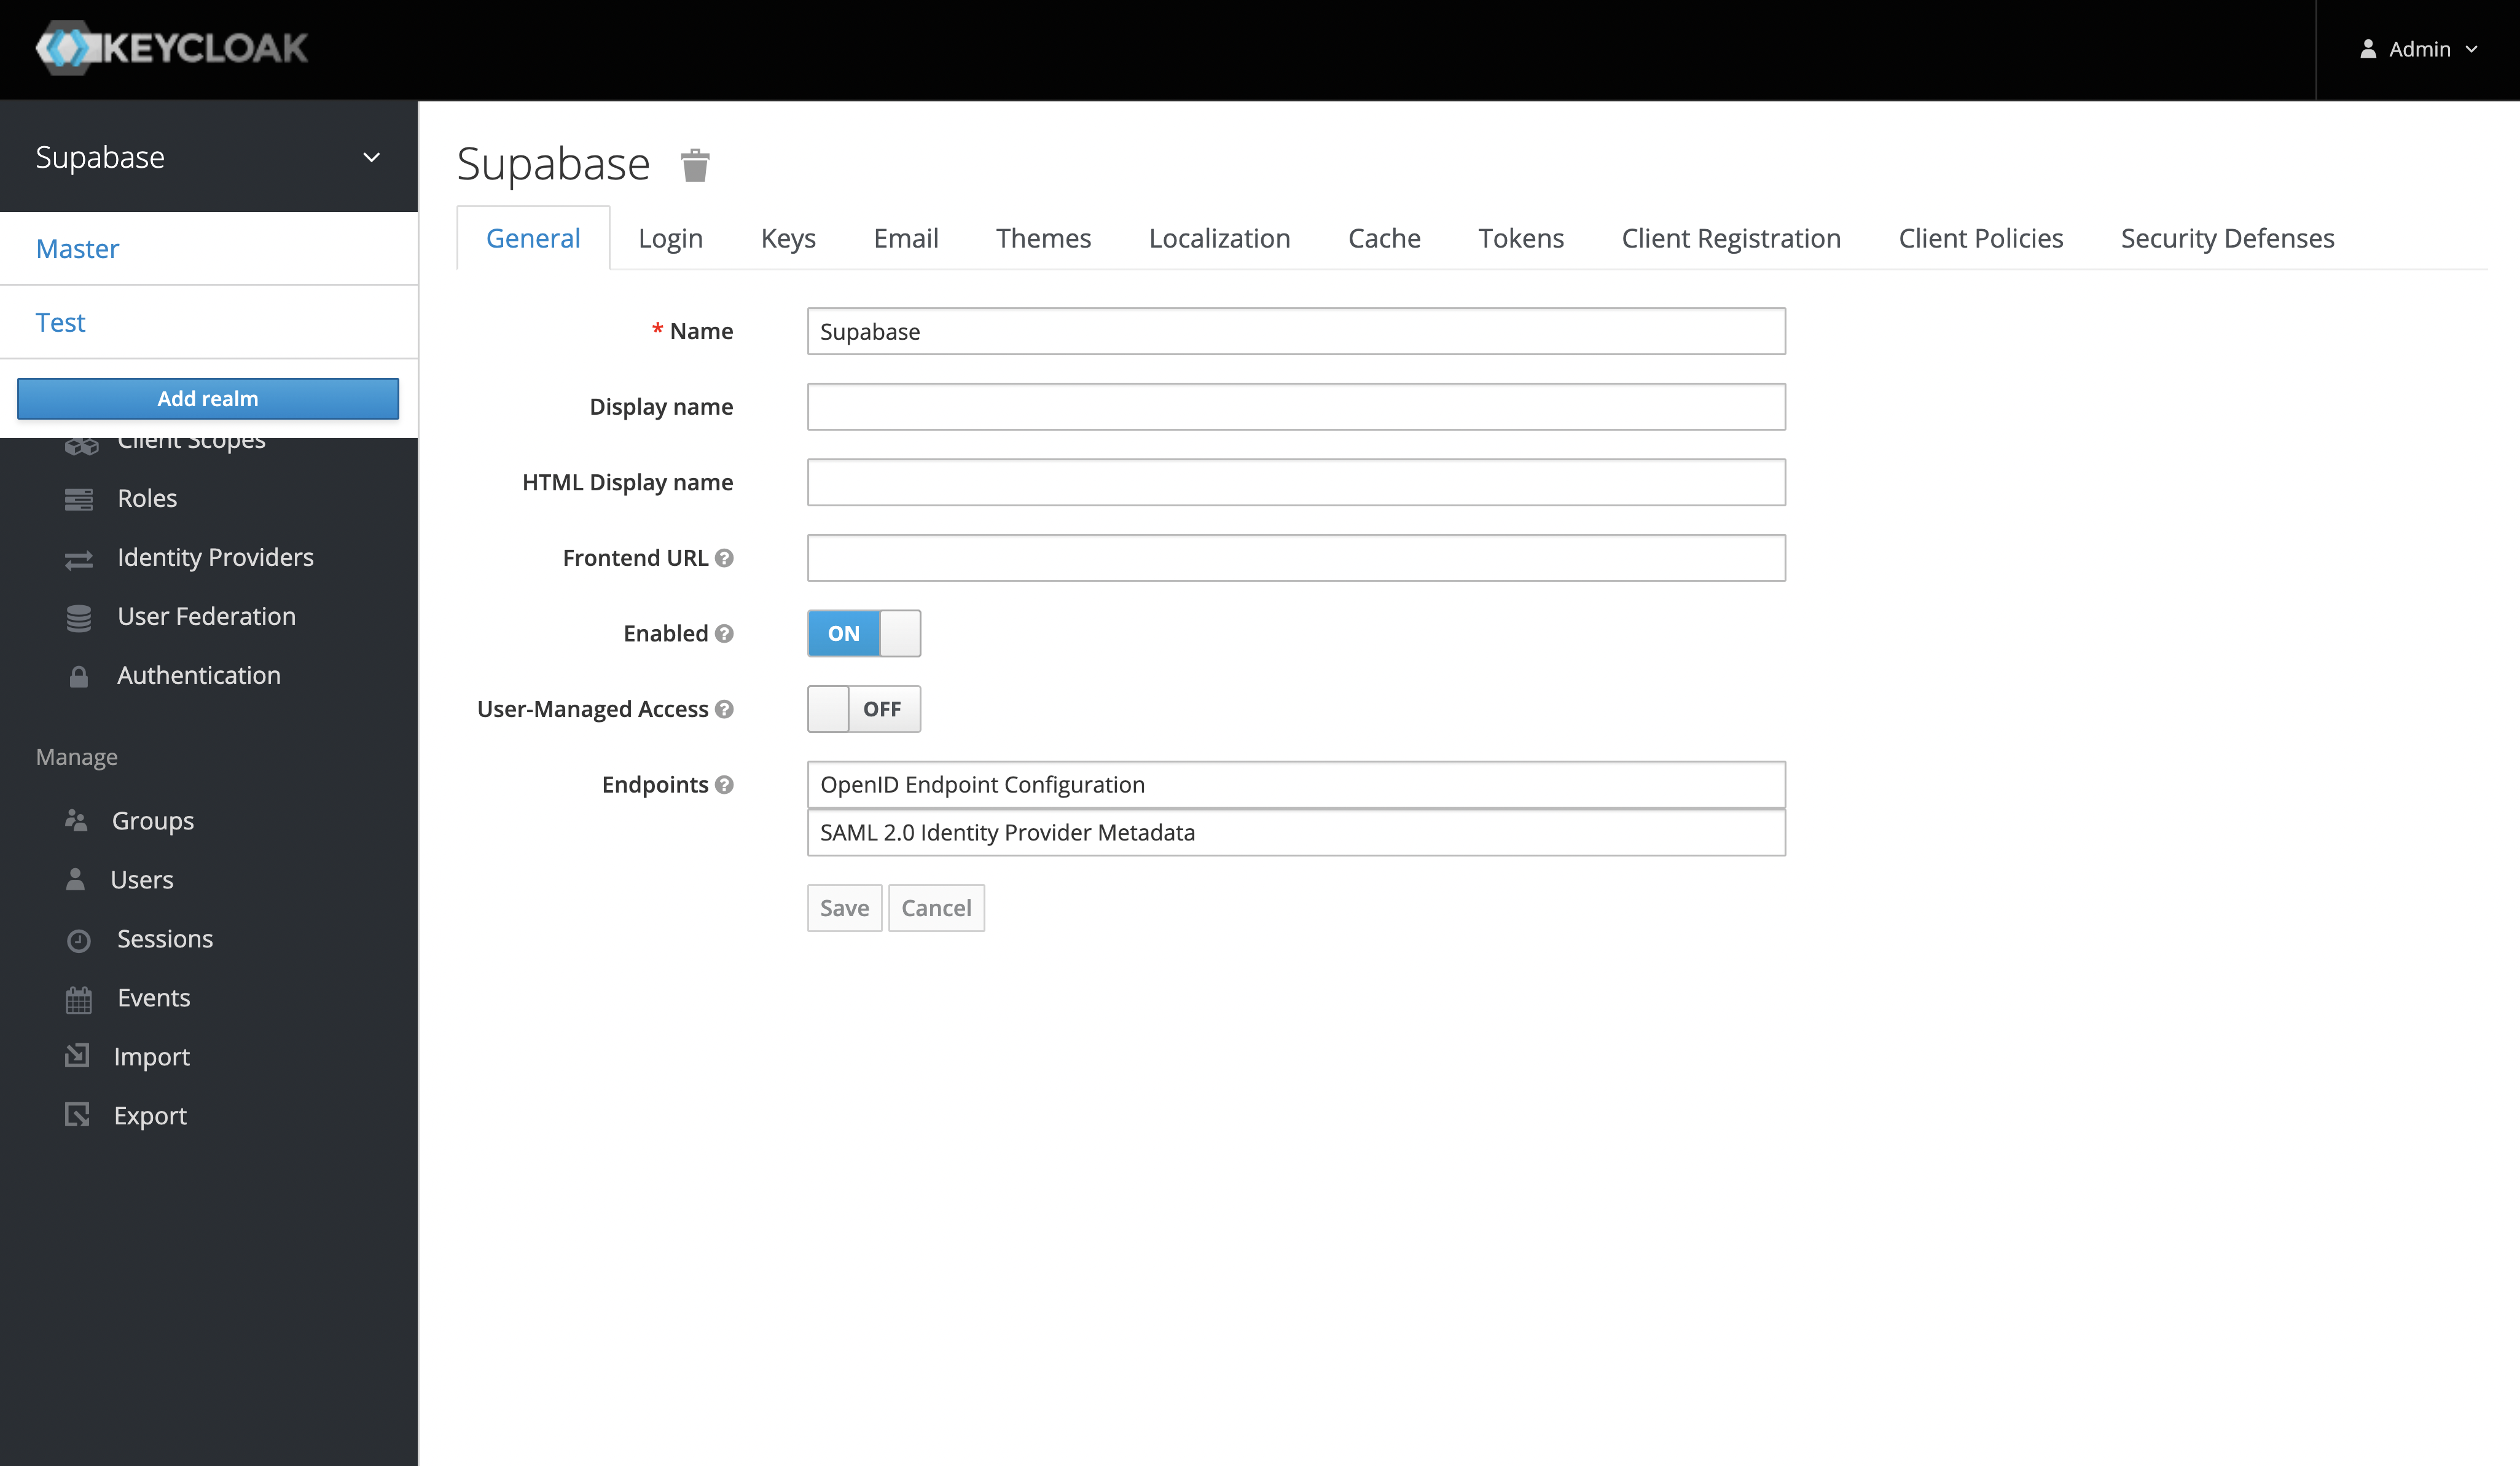 KEYCLOAK
Admin
Supabase
Master
Test
Add realm
Client Scopes
Roles
Identity Providers
User Federation
Authentication
Manage
Groups
Users
Sessions
Events
Import
Export
Supabase
General Login Keys Email Themes Localization Cache Tokens Client Registration Client Policies Security Defenses
* Name Supabase
Display name
HTML Display name
Frontend URL ?
Enabled ? ON
User-Managed Access ? OFF
Endpoints ? OpenID Endpoint Configuration
SAML 2.0 Identity Provider Metadata
Save Cancel